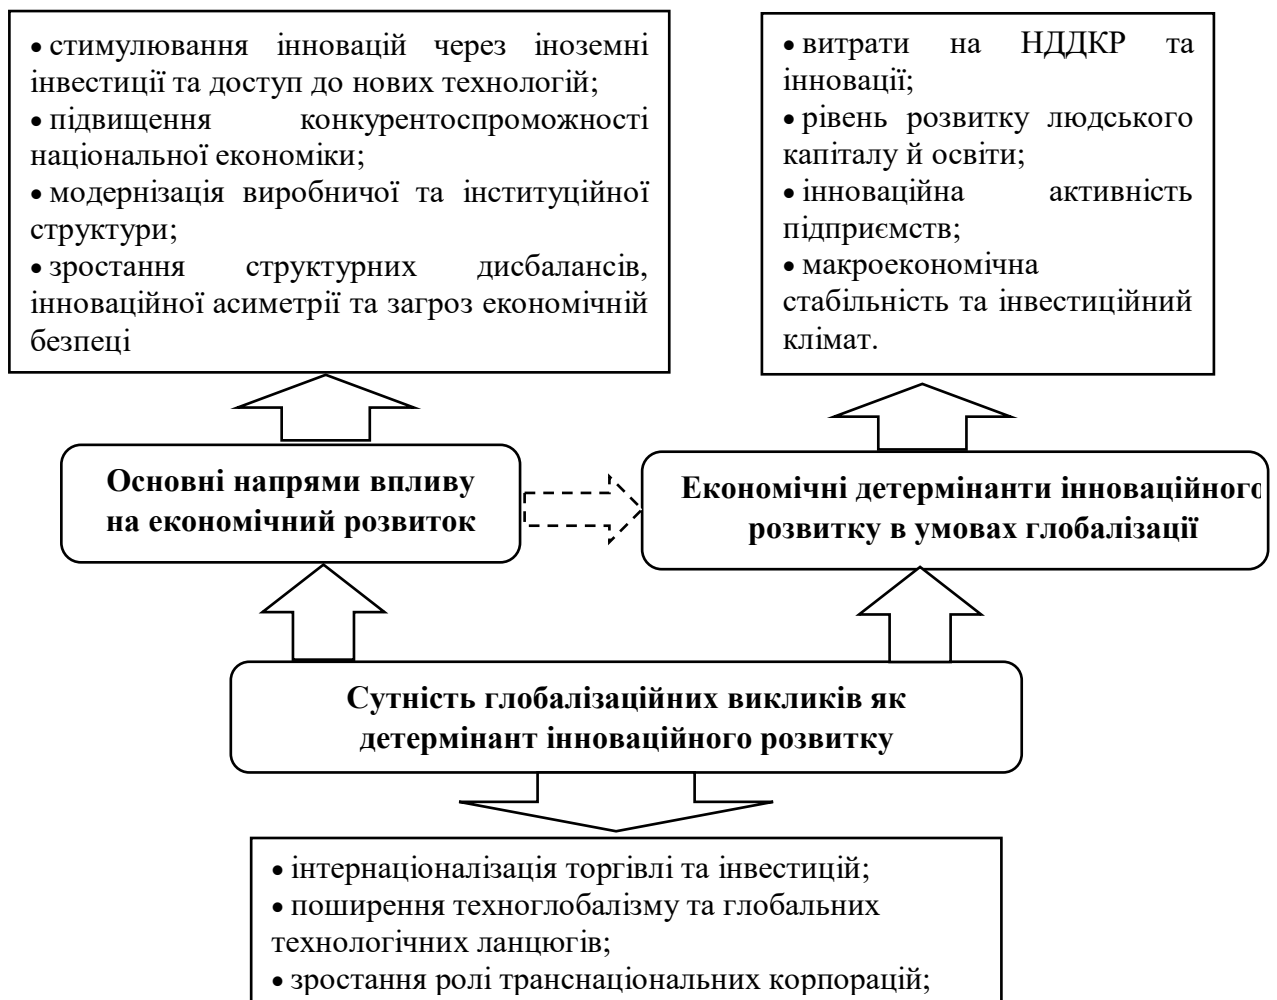 • стимулювання інновацій через іноземні
інвестиції та доступ до нових технологій;
• підвищення конкурентоспроможності
національної економіки;
• модернізація виробничої та інституційної
структури;
• зростання структурних дисбалансів,
інноваційної асиметрії та загроз економічній
безпеці
• витрати на НДДКР та
інновації;
• рівень розвитку людського
капіталу й освіти;
• інноваційна активність
підприємств;
• макроекономічна
стабільність та інвестиційний
клімат.
Основні напрями впливу
на економічний розвиток
Економічні детермінанти інноваційного
розвитку в умовах глобалізації
Сутність глобалізаційних викликів як
детермінант інноваційного розвитку
• інтернаціоналізація торгівлі та інвестицій;
• поширення техноглобалізму та глобальних
технологічних ланцюгів;
• зростання ролі транснаціональних корпорацій;